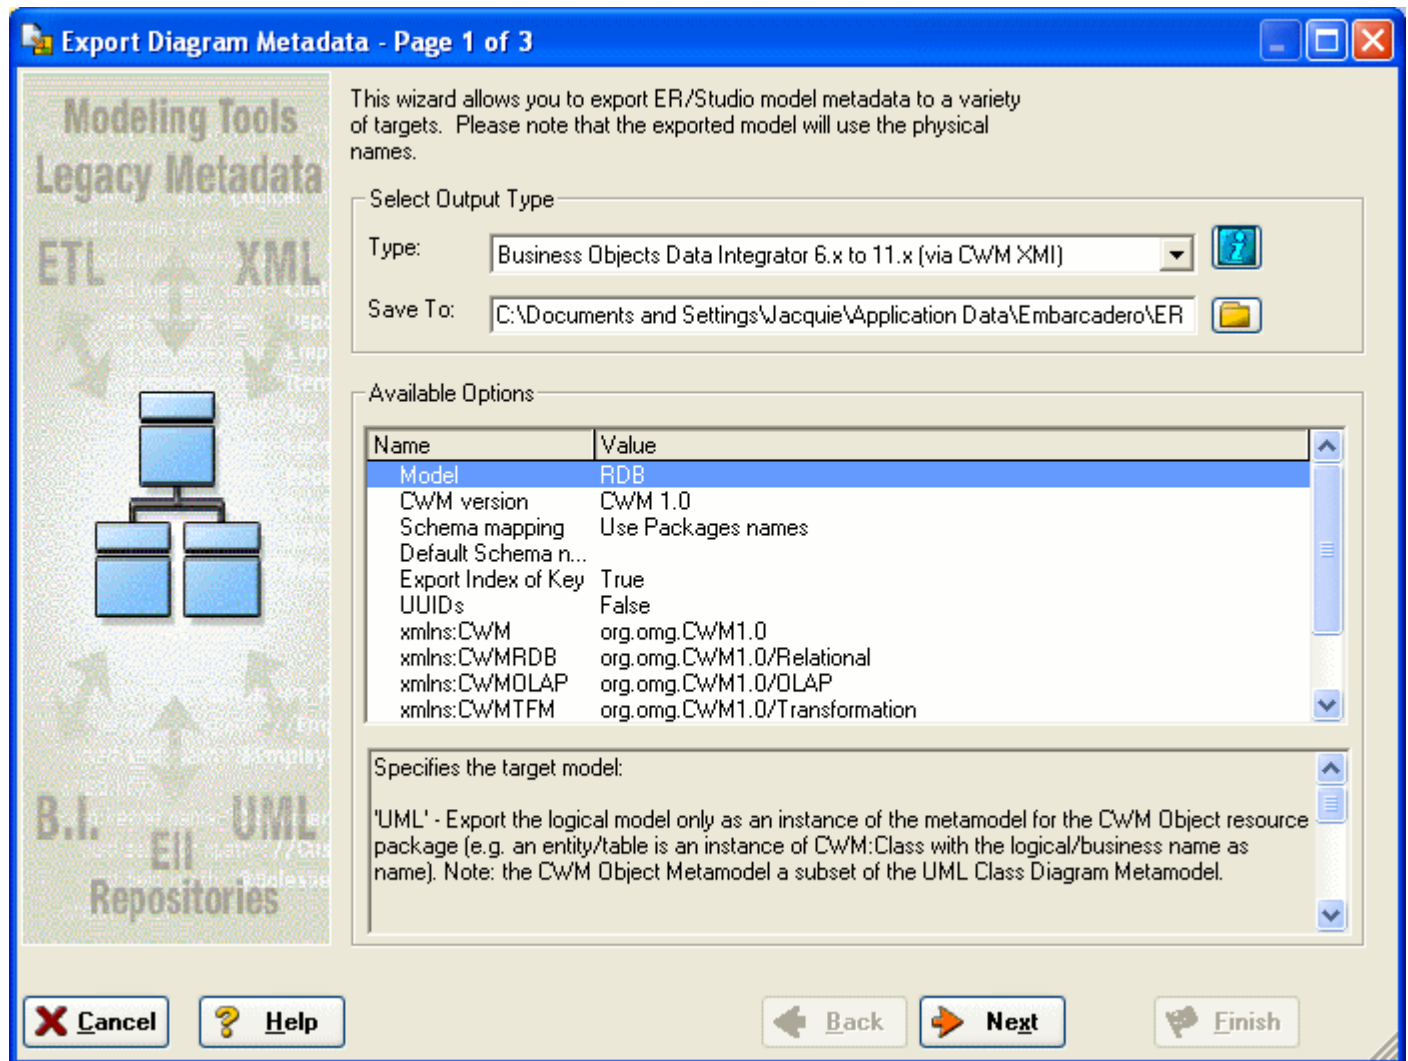 Export Diagram Metadata - Page 1 of 3
Modeling Tools
Legacy Metadata
ETL XML
B.I. EII UML
Repositories
This wizard allows you to export ER/Studio model metadata to a variety
of targets.  Please note that the exported model will use the physical
names.
Select Output Type
Type: Business Objects Data Integrator 6.x to 11.x (via CWM XMI)
Save To: C:\Documents and Settings\Jacquie\Application Data\Embarcadero\ER
Available Options
Name Value
Model RDB
CWM version CWM 1.0
Schema mapping Use Packages names
Default Schema n...
Export Index of Key True
UUIDs False
xmlns:CWM org.omg.CWM1.0
xmlns:CWMRDB org.omg.CWM1.0/Relational
xmlns:CWMOLAP org.omg.CWM1.0/OLAP
xmlns:CWMTFM org.omg.CWM1.0/Transformation
Specifies the target model:
'UML' - Export the logical model only as an instance of the metamodel for the CWM Object resource
package (e.g. an entity/table is an instance of CWM:Class with the logical/business name as
name). Note: the CWM Object Metamodel a subset of the UML Class Diagram Metamodel.
Cancel Help Back Next Finish